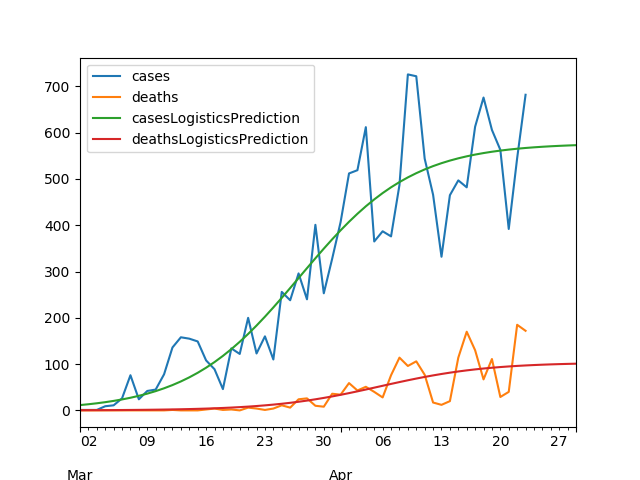 cases
deaths
casesLogisticsPrediction
deathsLogisticsPrediction
700
600
500
400
300
200
100
0
02 09 16 23 30 06 13 20 27
Mar Apr